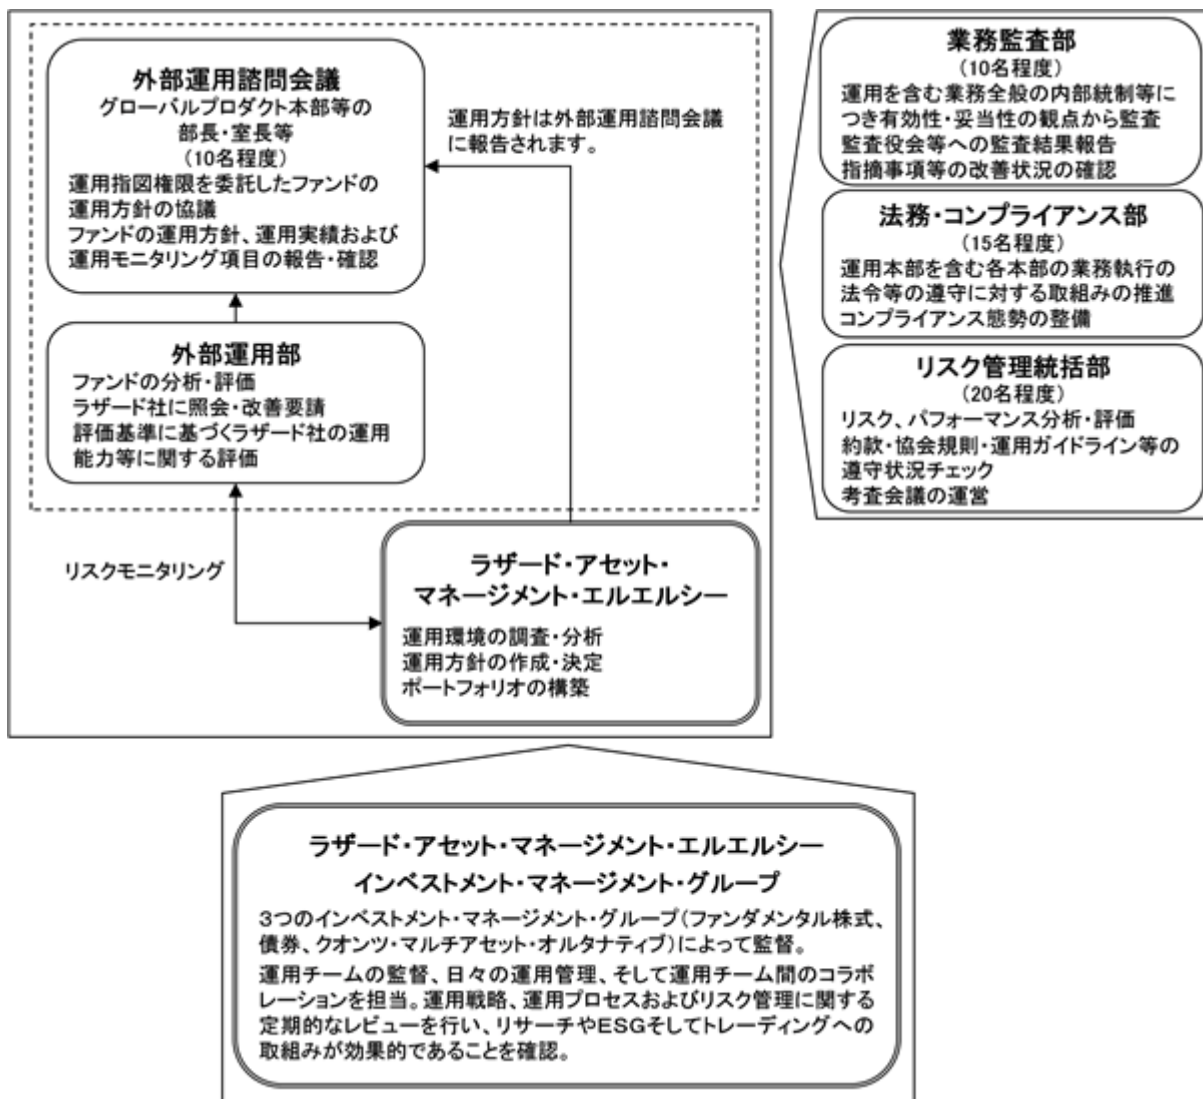 外部運用諮問会議
グローバルプロダクト本部等の
部長・室長等
(10名程度)
運用指図権限を委託したファンドの
運用方針の協議
ファンドの運用方針、運用実績および
運用モニタリング項目の報告・確認
運用方針は外部運用諮問会議
に報告されます。
外部運用部
ファンドの分析・評価
ラザード社に照会・改善要請
評価基準に基づくラザード社の運用
能力等に関する評価
リスクモニタリング
ラザード・アセット・
マネージメント・エルエルシー
運用環境の調査・分析
運用方針の作成・決定
ポートフォリオの構築
業務監査部
(10名程度)
運用を含む業務全般の内部統制等に
つき有効性・妥当性の観点から監査
監査役会等への監査結果報告
指摘事項等の改善状況の確認
法務・コンプライアンス部
(15名程度)
運用本部を含む各本部の業務執行の
法令等の遵守に対する取組みの推進
コンプライアンス態勢の整備
リスク管理統括部
(20名程度)
リスク、パフォーマンス分析・評価
約款・協会規則・運用ガイドライン等の
遵守状況チェック
考査会議の運営
ラザード・アセット・マネージメント・エルエルシー
インベストメント・マネージメント・グループ
3つのインベストメント・マネージメント・グループ(ファンダメンタル株式、
債券、クオンツ・マルチアセット・オルタナティブ)によって監督。
運用チームの監督、日々の運用管理、そして運用チーム間のコラボ
レーションを担当。運用戦略、運用プロセスおよびリスク管理に関する
定期的なレビューを行い、リサーチやESGそしてトレーディングへの
取組みが効果的であることを確認。